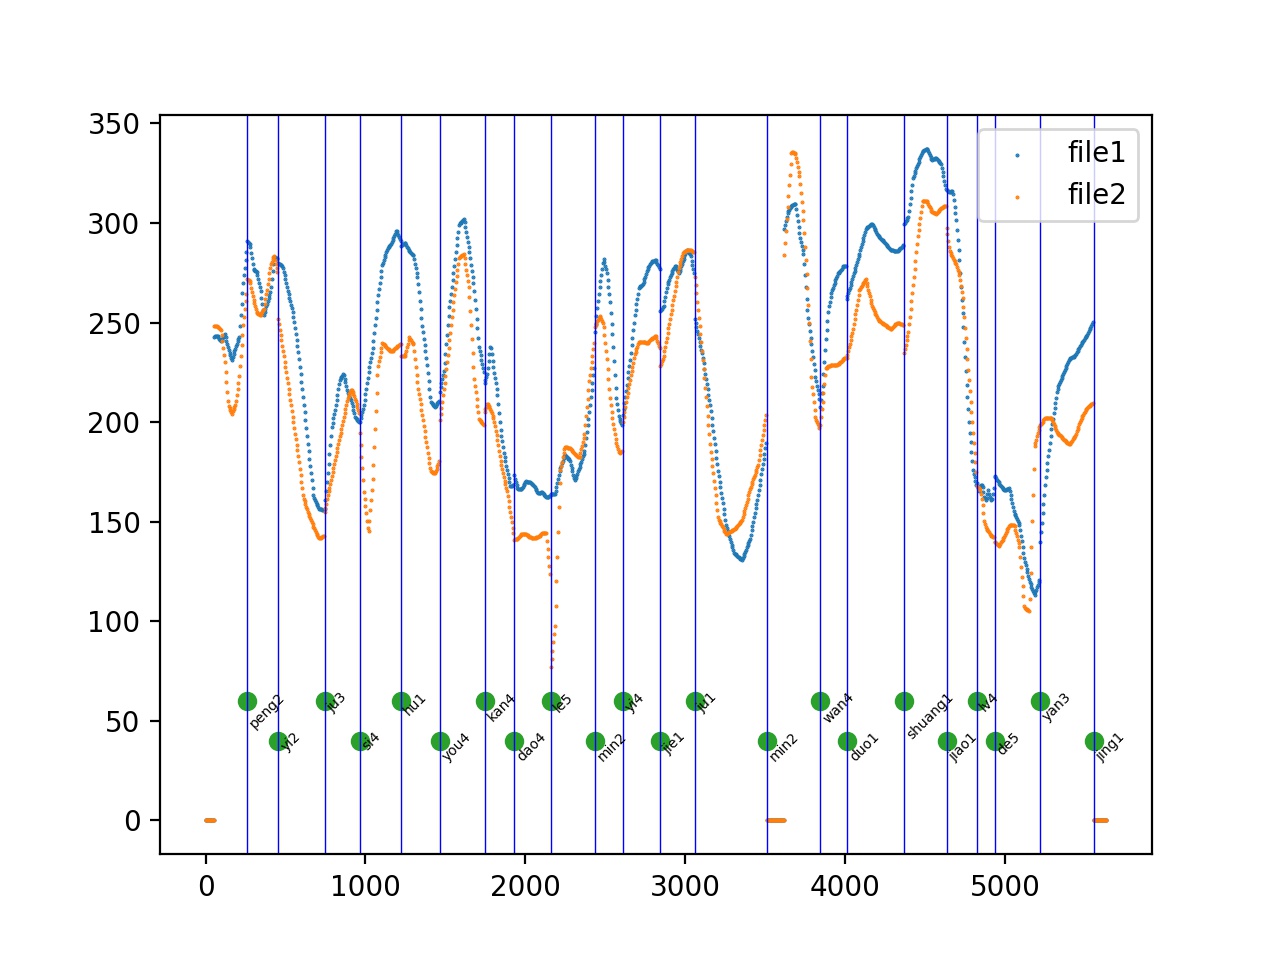 350
300
250
200
150
100
50
0
file1
file2
peng2
yi2
ju3
si4
hu1
you4
kan4
dao4
le5
min2
yi4
jie1
ju1
min2
wan4
duo1
shuang1
jiao1
lv4
de5
yan3
jing1
0 1000 2000 3000 4000 5000